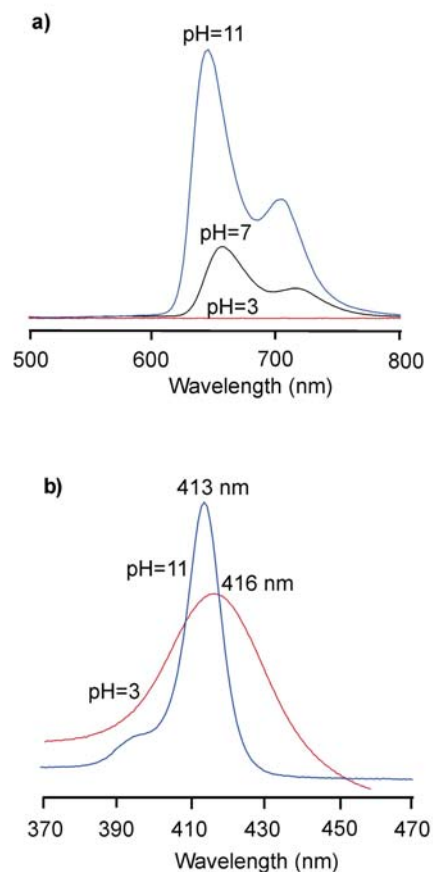 a)
pH=11
pH=7
pH=3
500 600 700 800
Wavelength (nm)
b)
413 nm
pH=11
416 nm
pH=3
370 390 410 430 450 470
Wavelength (nm)